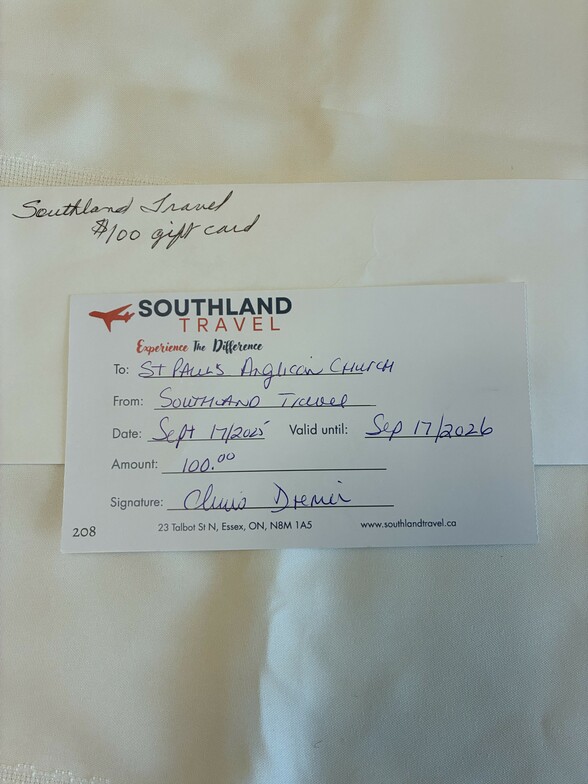 Southland Travel
$100 gift card
SOUTHLAND
TRAVEL
Experience The Difference
To: ST PAULS Anglican CHURCH
From: SOUTHLAND Travel
Date: Sept 17/2025 Valid until: Sep 17/2026
Amount: 100.00
Signature: Chris
208 23 Talbot St N, Essex, ON, N8M 1A5 www.southlandtravel.ca